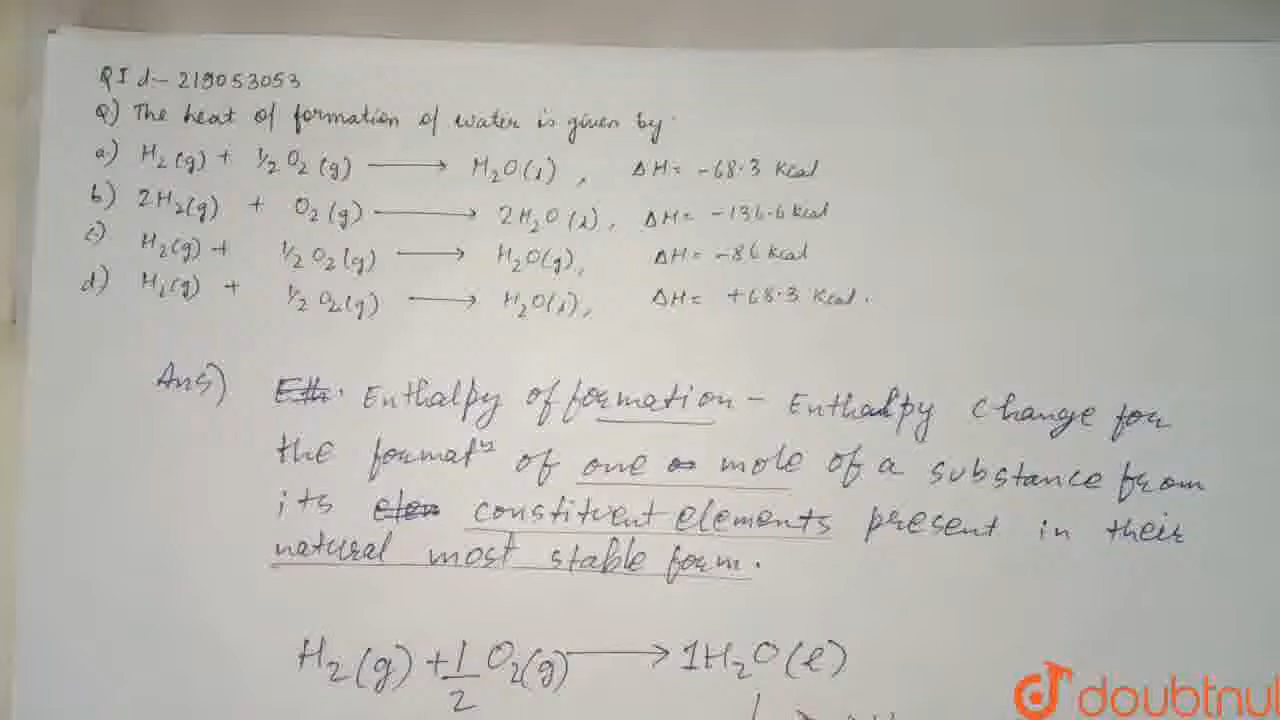 Q I d:- 219053053
Q) The heat of formation of water is given by.
a) H₂(g) + ½ O₂(g) ⟶ H₂O(l), ΔH= -68.3 Kcal
b) 2H₂(g) + O₂(g) ⟶ 2H₂O(l), ΔH= -136.6 Kcal
c) H₂(g) + ½ O₂(g) ⟶ H₂O(g), ΔH= -86 Kcal
d) H₂(g) + ½ O₂(g) ⟶ H₂O(l), ΔH= +68.3 Kcal.
Ans) Enthalpy of formation - Enthalpy change for
the formatⁿ of one mole of a substance from
its constituent elements present in their
natural most stable form.
H₂(g) + 1/2 O₂(g) ⟶ 1H₂O(l)
doubtnut